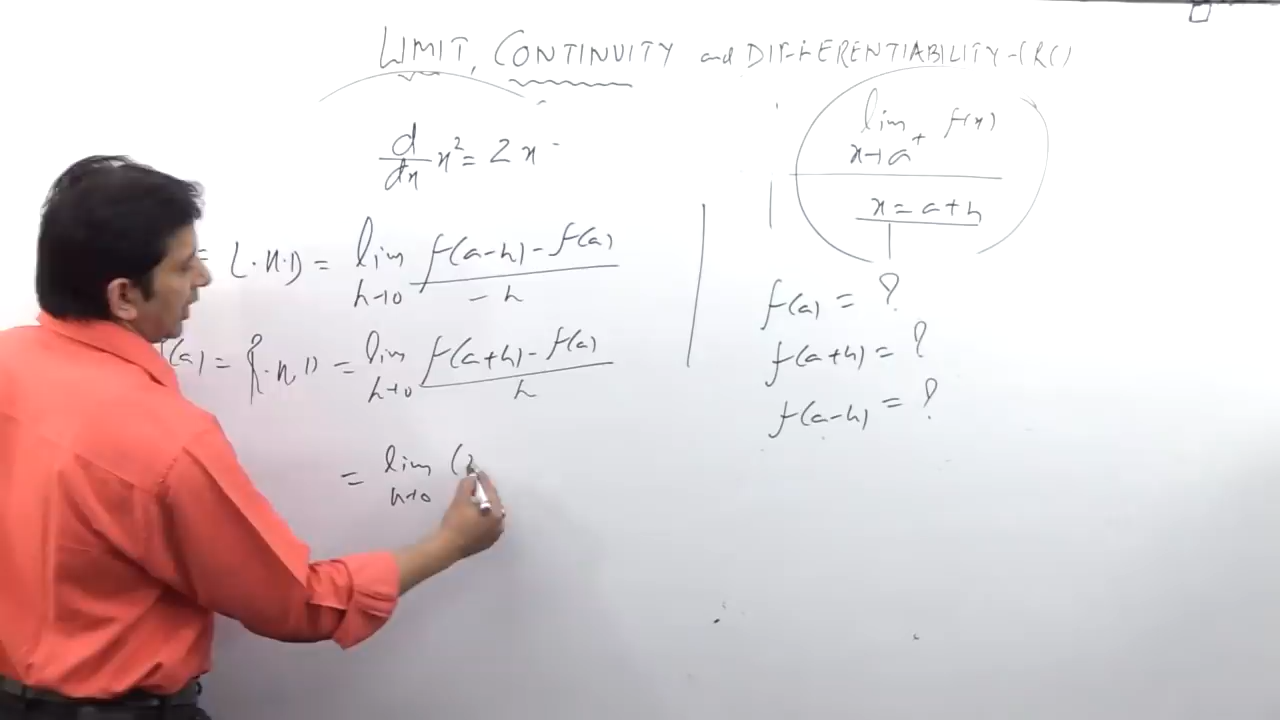 LIMIT, CONTINUITY and DIFFERENTIABILITY-(RC)
d/dx x² = 2x
= L.H.D = lim h→0 f(a-h) - f(a) / -h
(a) = R.H.D = lim h→0 f(a+h) - f(a) / h
= lim h→0 (
lim x→a⁺ f(x)
x = a+h
f(a) = ?
f(a+h) = ?
f(a-h) = ?